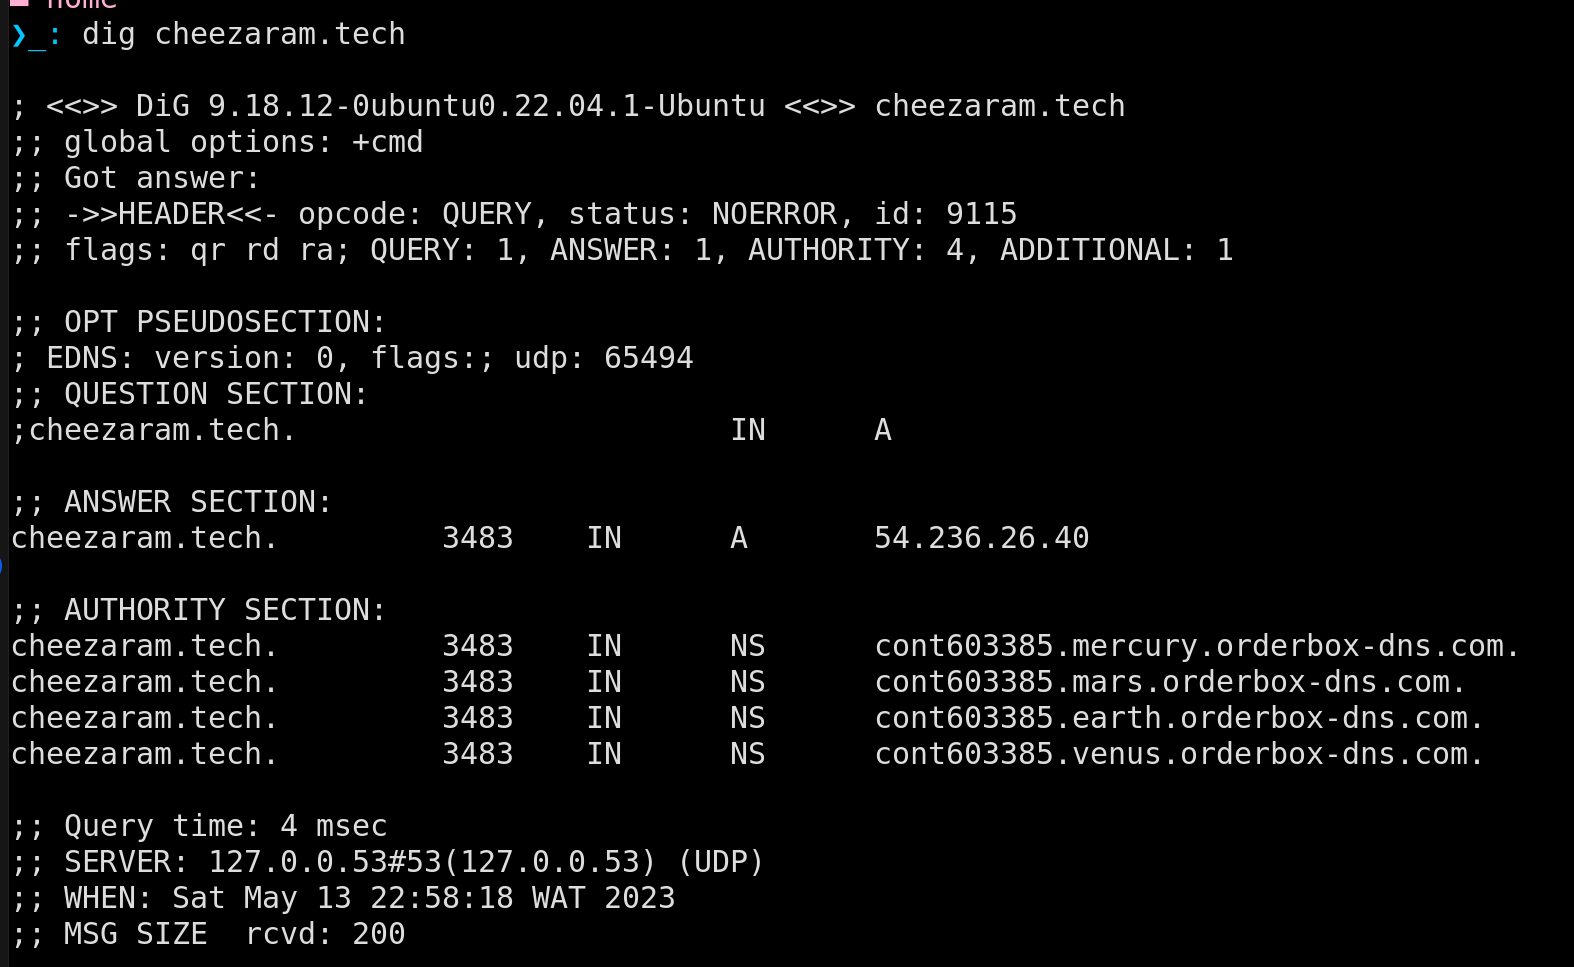 home
❯_: dig cheezaram.tech
; <<>> DiG 9.18.12-0ubuntu0.22.04.1-Ubuntu <<>> cheezaram.tech
;; global options: +cmd
;; Got answer:
;; ->>HEADER<<- opcode: QUERY, status: NOERROR, id: 9115
;; flags: qr rd ra; QUERY: 1, ANSWER: 1, AUTHORITY: 4, ADDITIONAL: 1
;; OPT PSEUDOSECTION:
; EDNS: version: 0, flags:; udp: 65494
;; QUESTION SECTION:
;cheezaram.tech. IN A
;; ANSWER SECTION:
cheezaram.tech. 3483 IN A 54.236.26.40
;; AUTHORITY SECTION:
cheezaram.tech. 3483 IN NS cont603385.mercury.orderbox-dns.com.
cheezaram.tech. 3483 IN NS cont603385.mars.orderbox-dns.com.
cheezaram.tech. 3483 IN NS cont603385.earth.orderbox-dns.com.
cheezaram.tech. 3483 IN NS cont603385.venus.orderbox-dns.com.
;; Query time: 4 msec
;; SERVER: 127.0.0.53#53(127.0.0.53) (UDP)
;; WHEN: Sat May 13 22:58:18 WAT 2023
;; MSG SIZE  rcvd: 200